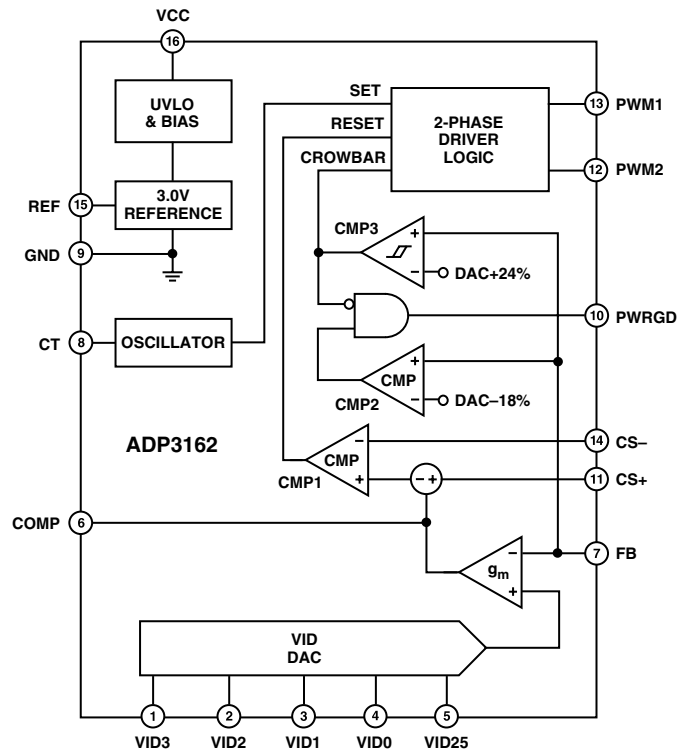 VCC
16
SET
UVLO
& BIAS
RESET
2-PHASE
DRIVER
LOGIC
13 PWM1
CROWBAR
12 PWM2
REF 15
3.0V
REFERENCE
CMP3
+
–
DAC+24%
GND
9
10 PWRGD
CT 8
OSCILLATOR
+
CMP
–
DAC–18%
CMP2
ADP3162
–
14 CS–
CMP
CMP1
+
– +
11 CS+
COMP 6
–
7 FB
gm
+
VID
DAC
1
2
3
4
5
VID3
VID2
VID1
VID0
VID25